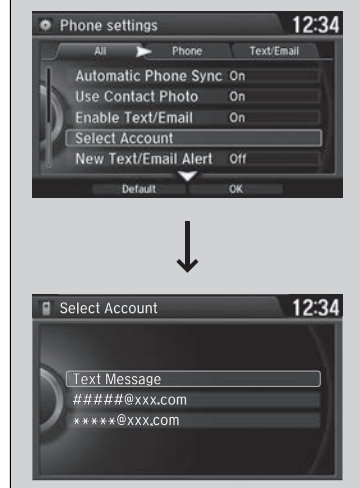 Phone settings 12:34
All Phone Text/Email
Automatic Phone Sync On
Use Contact Photo On
Enable Text/Email On
Select Account
New Text/Email Alert Off
Default OK
Select Account 12:34
Text Message
#####@xxx.com
*****@xxx.com